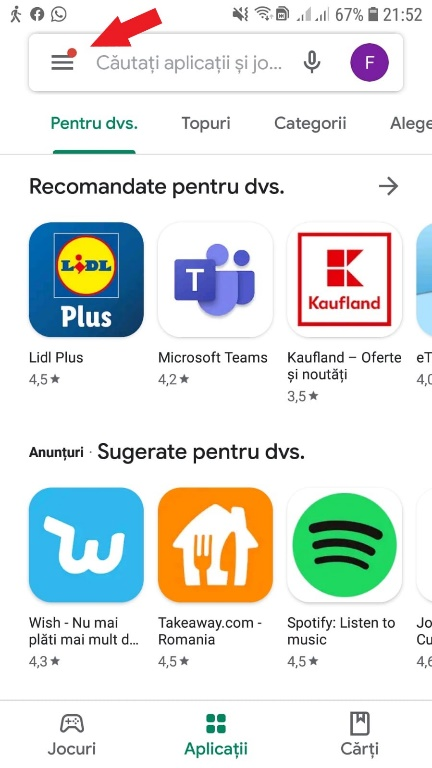 67% 21:52
Căutați aplicații și jo... F
Pentru dvs. Topuri Categorii Alege
Recomandate pentru dvs.
LiDL
Plus
T
Kaufland
Lidl Plus
4,5★
Microsoft Teams
4,2★
Kaufland – Oferte
și noutăți
3,5★
eT
4,0
Anunțuri · Sugerate pentru dvs.
Wish - Nu mai
plăti mai mult d...
4,3★
Takeaway.com -
Romania
4,5★
Spotify: Listen to
music
4,5★
Jo
Cu
4,6
Jocuri Aplicații Cărți